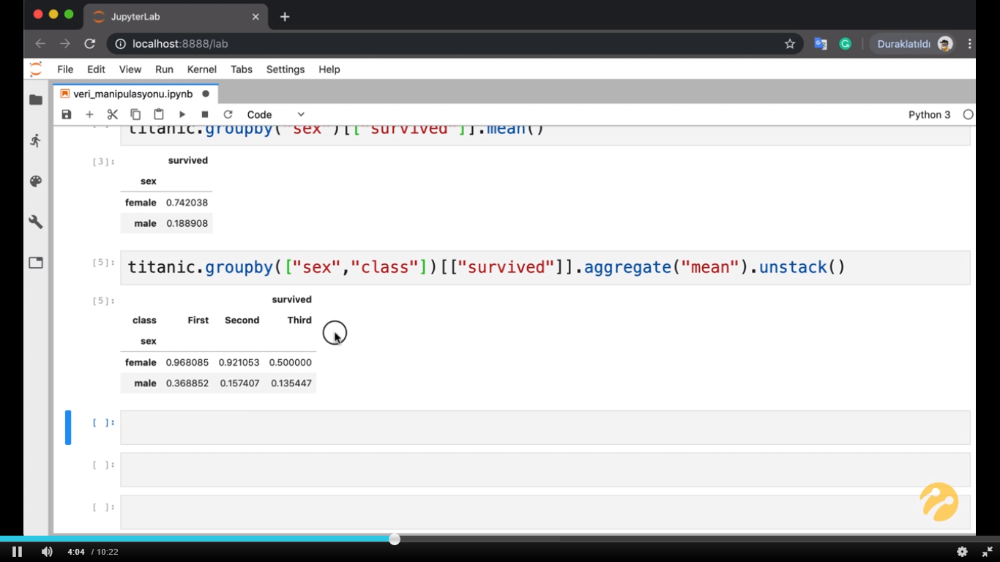 JupyterLab
localhost:8888/lab
Duraklatıldı
File Edit View Run Kernel Tabs Settings Help
veri_manipulasyonu.ipynb
Code
Python 3
titanic.groupby("sex")[["survived"]].mean()
[3]:
survived
sex
female 0.742038
male 0.188908
[5]: titanic.groupby(["sex","class"])[["survived"]].aggregate("mean").unstack()
[5]:
survived
class First Second Third
sex
female 0.968085 0.921053 0.500000
male 0.368852 0.157407 0.135447
[ ]:
[ ]:
[ ]:
4:04 / 10:22